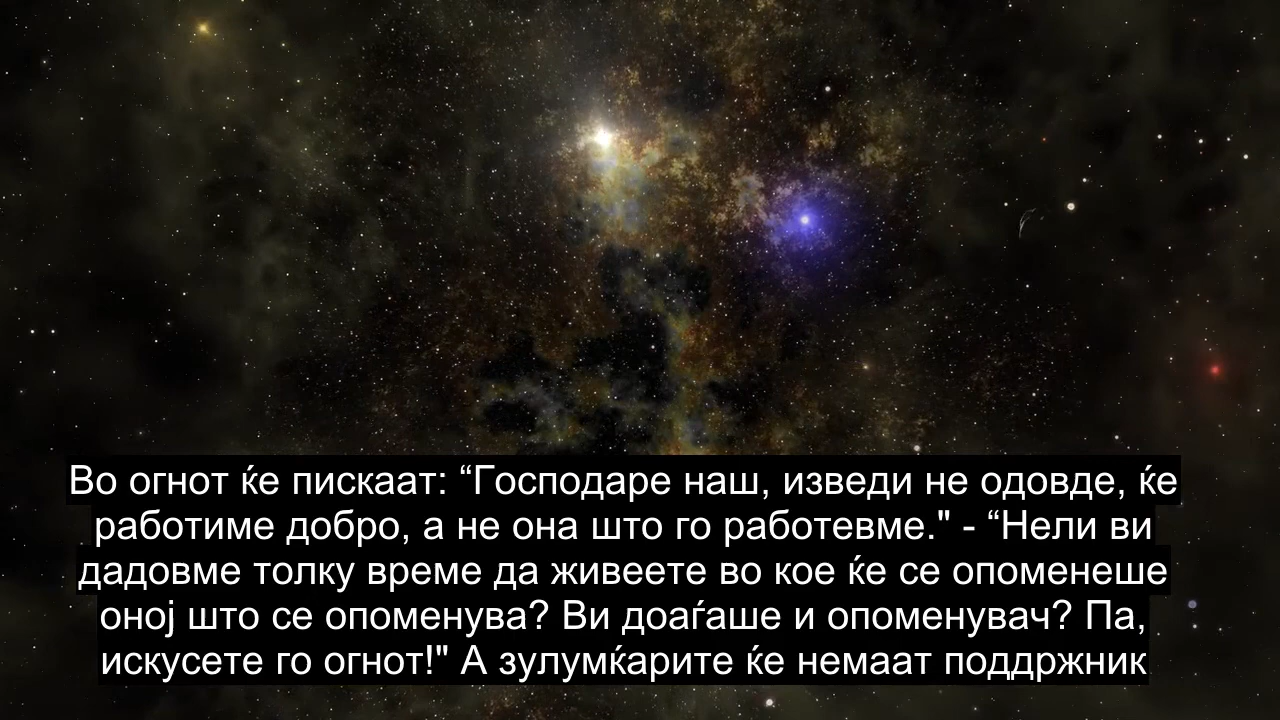 Во огнот ќе пискаат: “Господаре наш, изведи не одовде, ќе
работиме добро, а не она што го работевме." - “Нели ви
дадовме толку време да живеете во кое ќе се опоменеше
оној што се опоменува? Ви доаѓаше и опоменувач? Па,
искусете го огнот!" А зулумќарите ќе немаат поддржник